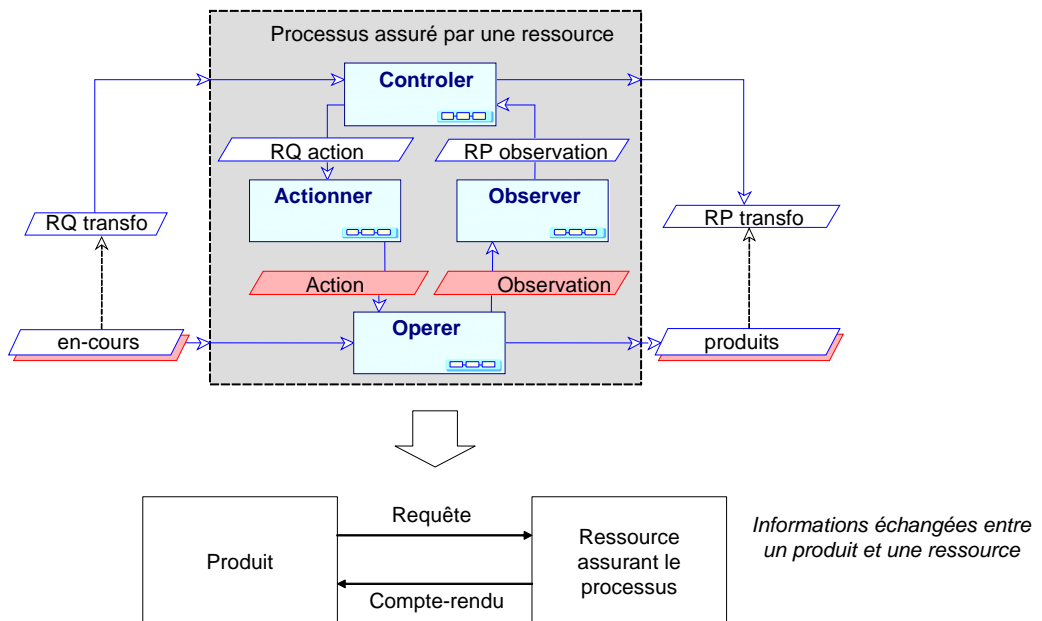 Processus assuré par une ressource
Controler
RQ action
RP observation
Actionner
Observer
RQ transfo
RP transfo
Action
Observation
Operer
en-cours
produits
Requête
Produit
Ressource
assurant le
processus
Compte-rendu
Informations échangées entre
un produit et une ressource